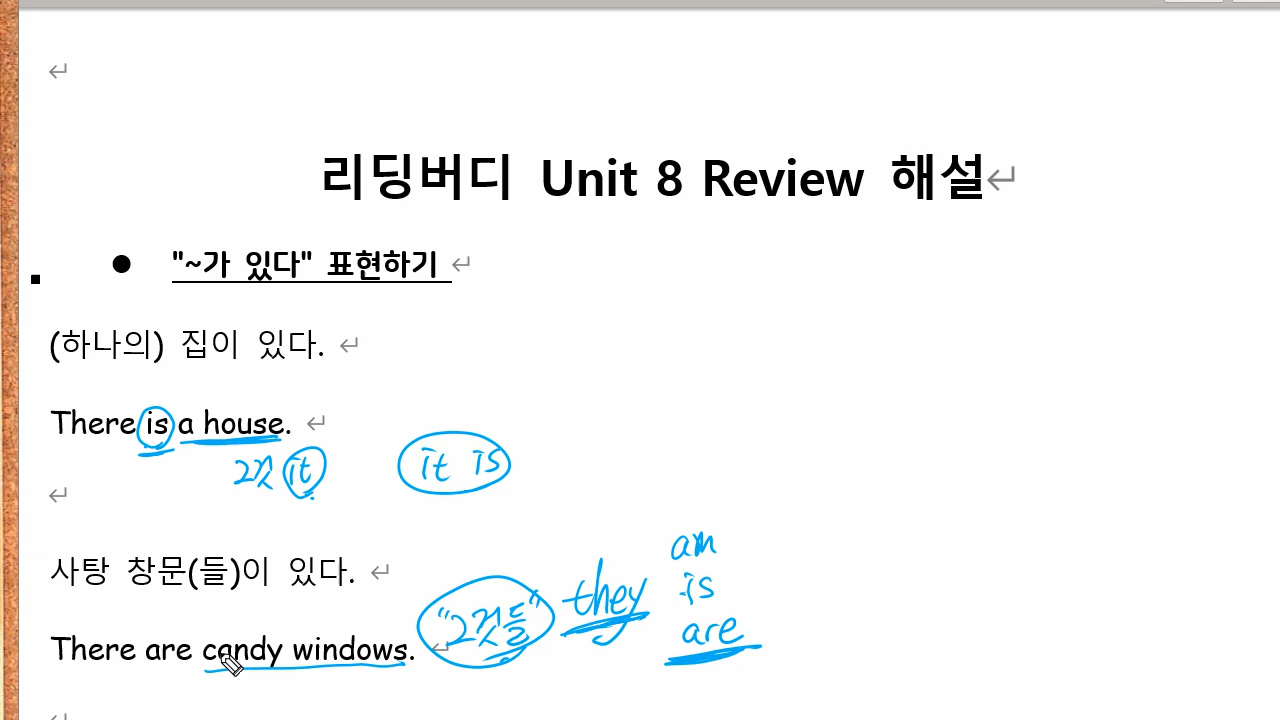 리딩버디 Unit 8 Review 해설
● "~가 있다" 표현하기
(하나의) 집이 있다.
There is a house.
그것 it it is
사탕 창문(들)이 있다.
am
is
"그것들" they are
There are candy windows.